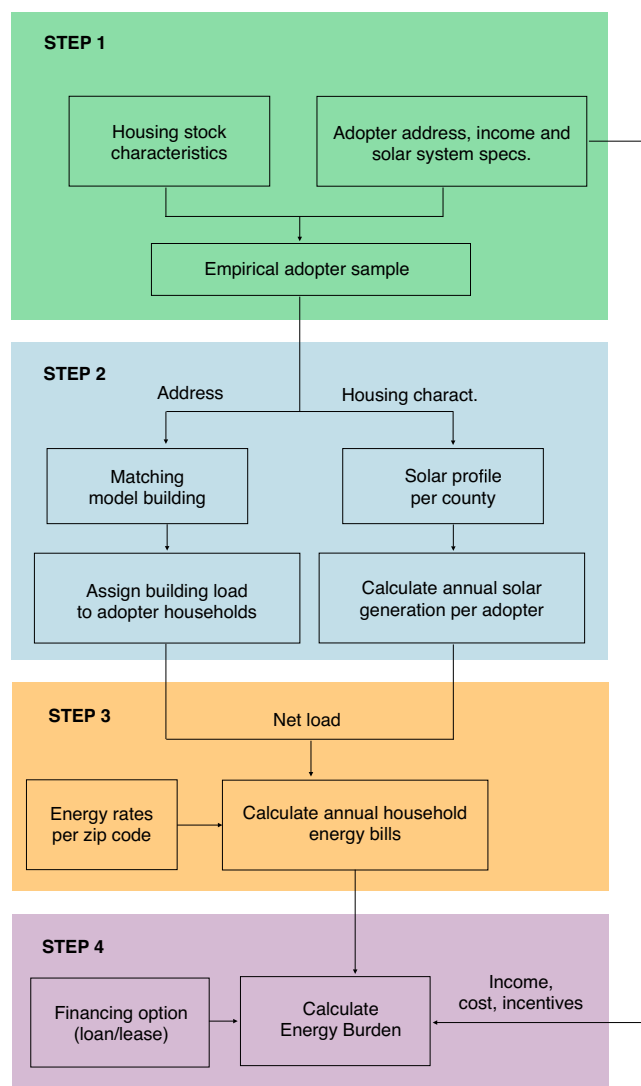 STEP 1
Housing stock
characteristics
Adopter address, income and
solar system specs.
Empirical adopter sample
STEP 2
Address
Housing charact.
Matching
model building
Solar profile
per county
Assign building load
to adopter households
Calculate annual solar
generation per adopter
STEP 3
Net load
Energy rates
per zip code
Calculate annual household
energy bills
STEP 4
Financing option
(loan/lease)
Calculate
Energy Burden
Income,
cost, incentives